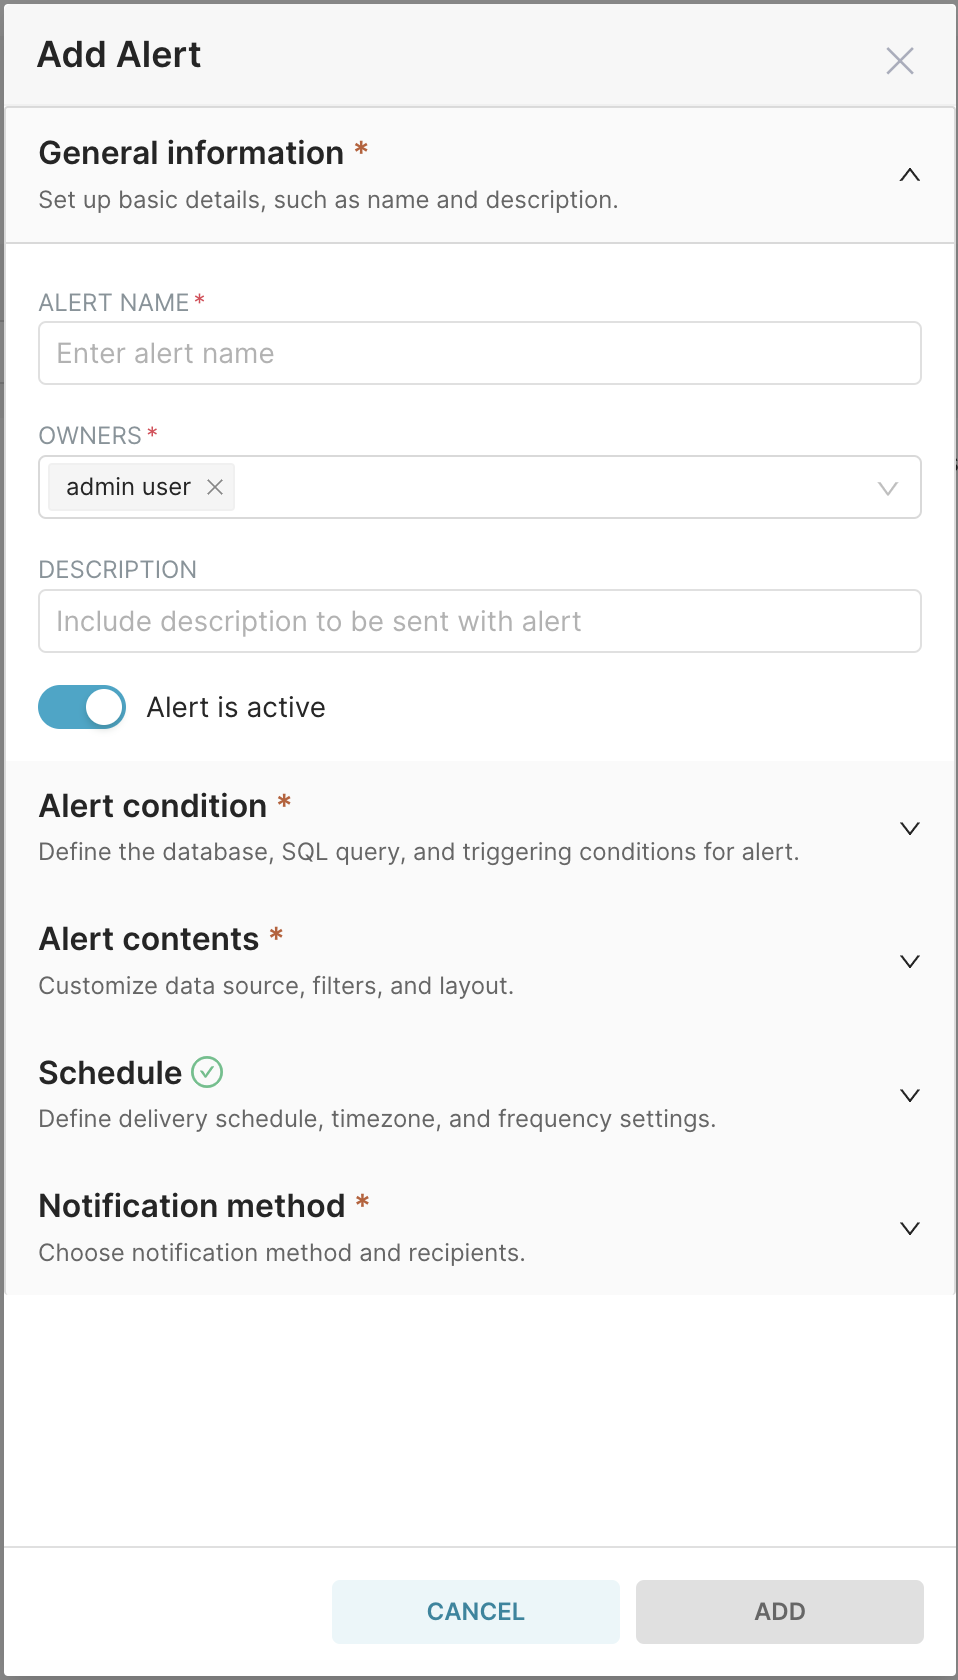 Add Alert
General information *
Set up basic details, such as name and description.
ALERT NAME *
Enter alert name
OWNERS *
admin user
DESCRIPTION
Include description to be sent with alert
Alert is active
Alert condition *
Define the database, SQL query, and triggering conditions for alert.
Alert contents *
Customize data source, filters, and layout.
Schedule
Define delivery schedule, timezone, and frequency settings.
Notification method *
Choose notification method and recipients.
CANCEL
ADD